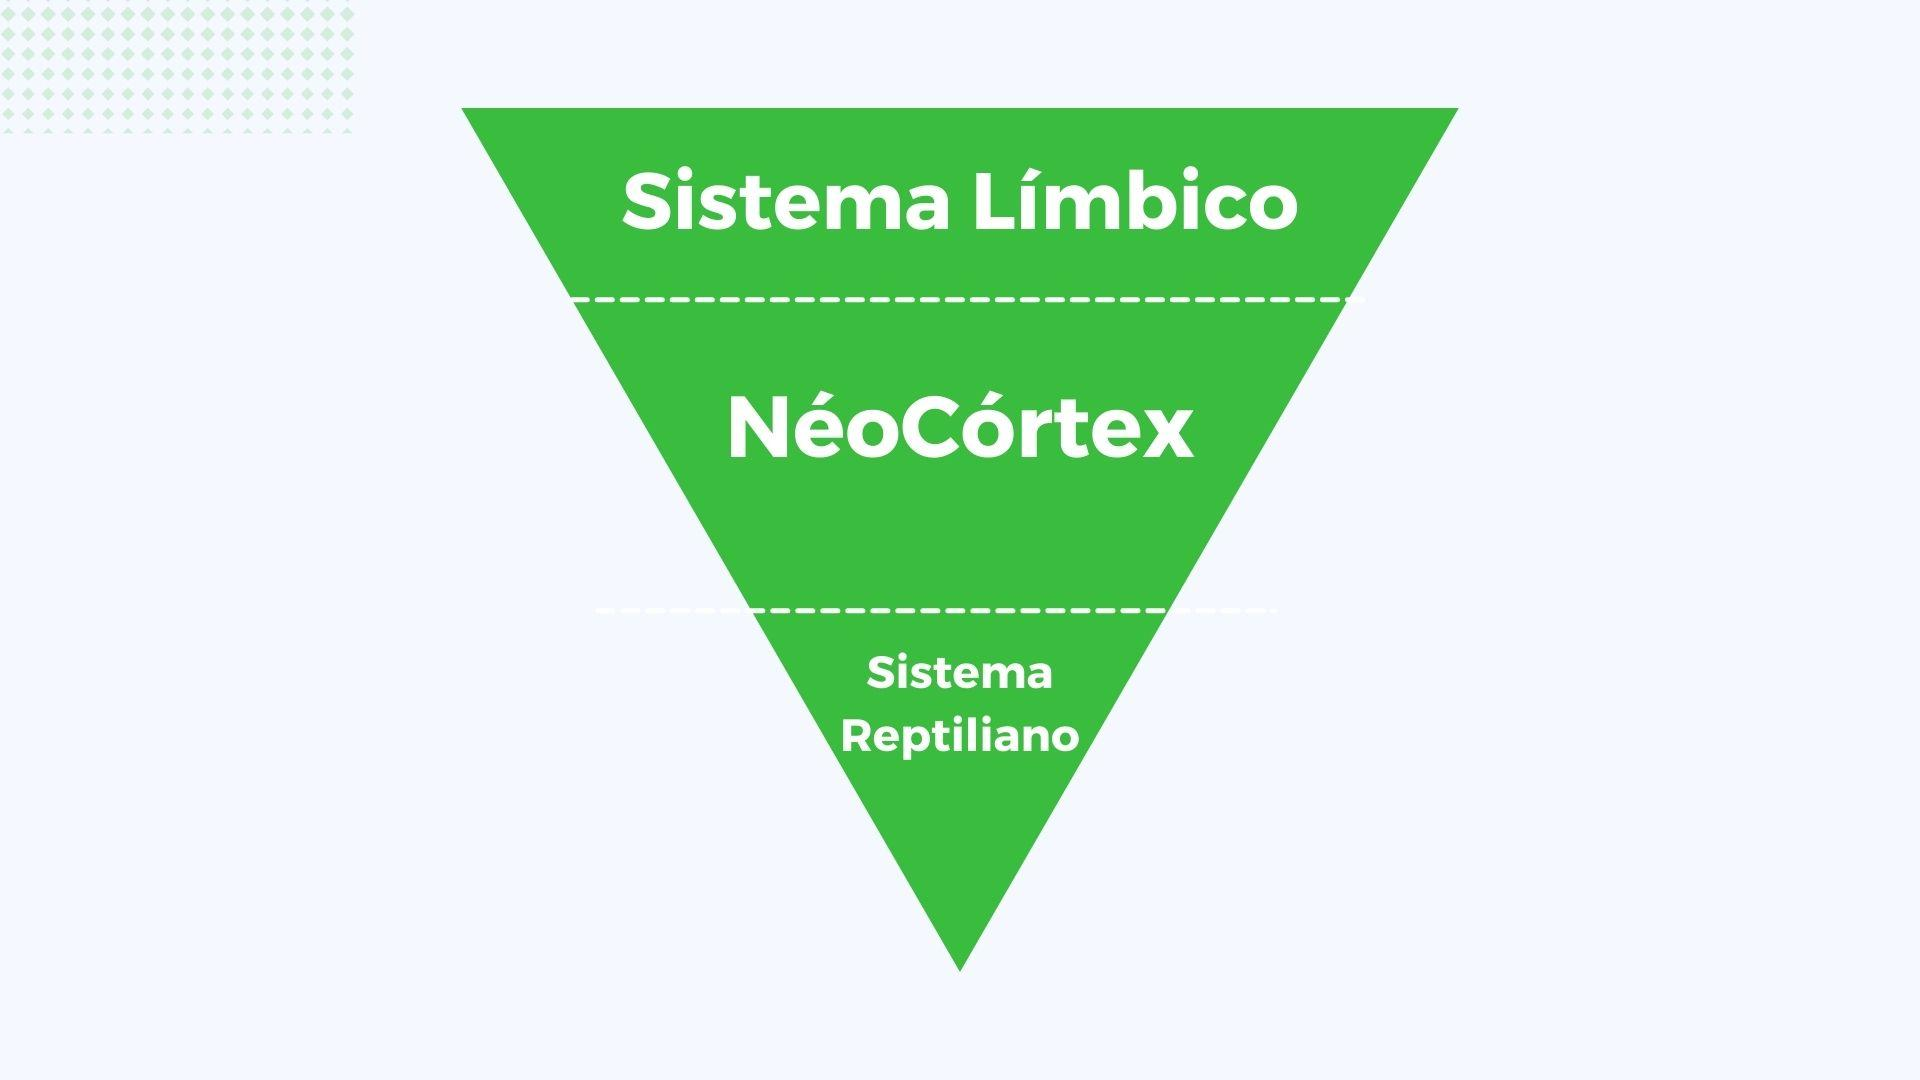 Sistema Límbico
NéoCórtex
Sistema
Reptiliano